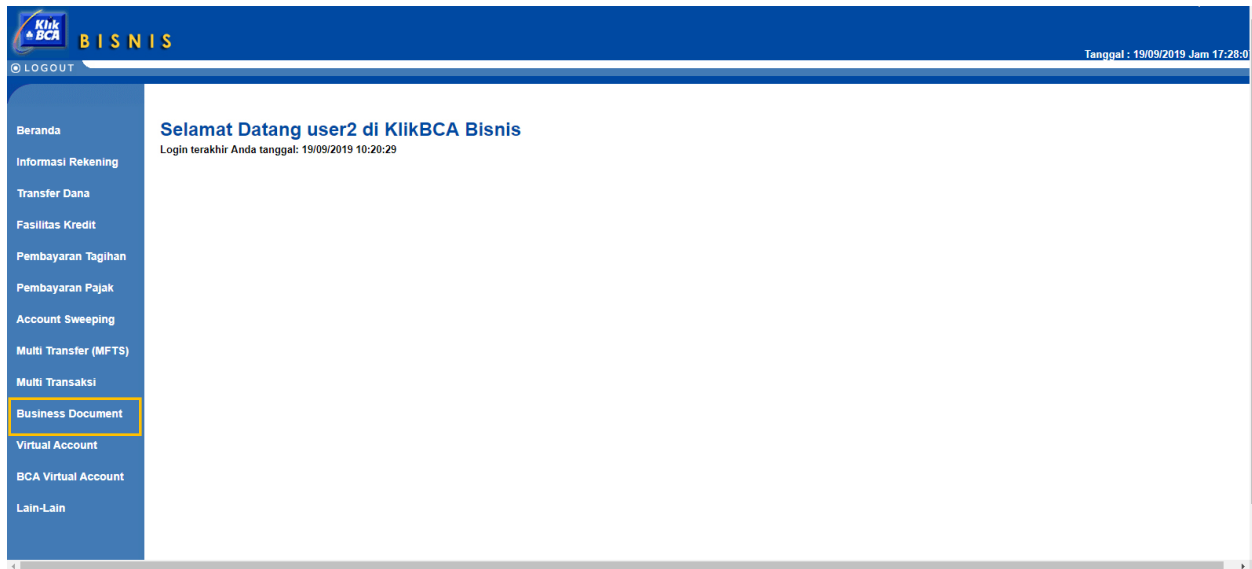 Klik
BCA
BISNIS
Tanggal : 19/09/2019 Jam 17:28:0
LOGOUT
Selamat Datang user2 di KlikBCA Bisnis
Login terakhir Anda tanggal: 19/09/2019 10:20:29
Beranda
Informasi Rekening
Transfer Dana
Fasilitas Kredit
Pembayaran Tagihan
Pembayaran Pajak
Account Sweeping
Multi Transfer (MFTS)
Multi Transaksi
Business Document
Virtual Account
BCA Virtual Account
Lain-Lain